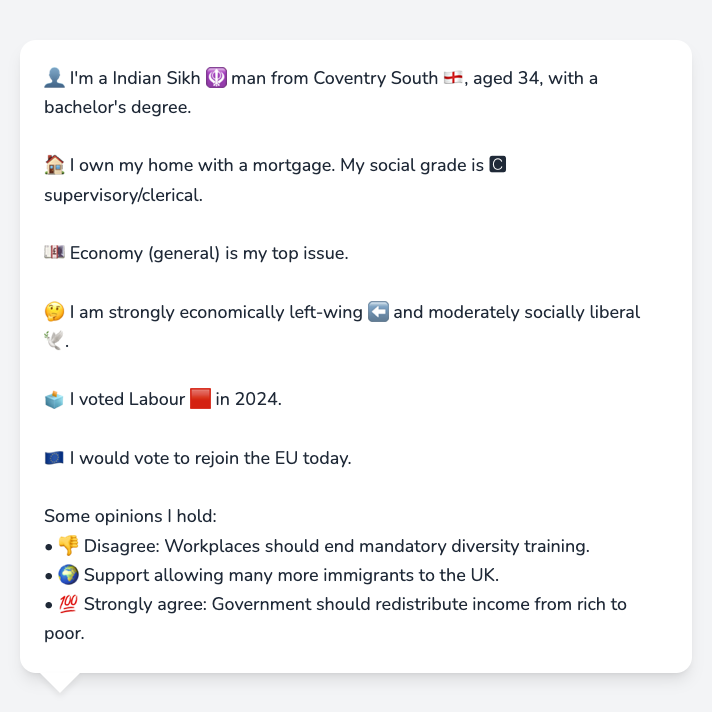 👤 I'm a Indian Sikh 🪯 man from Coventry South 🏴󠁧󠁢󠁥󠁮󠁧󠁿, aged 34, with a
bachelor's degree.
🏠 I own my home with a mortgage. My social grade is 🅲
supervisory/clerical.
💷 Economy (general) is my top issue.
🤔 I am strongly economically left-wing ⬅️ and moderately socially liberal
🕊️.
🗳️ I voted Labour 🟥 in 2024.
🇪🇺 I would vote to rejoin the EU today.
Some opinions I hold:
• 👎 Disagree: Workplaces should end mandatory diversity training.
• 🌍 Support allowing many more immigrants to the UK.
• 💯 Strongly agree: Government should redistribute income from rich to
poor.